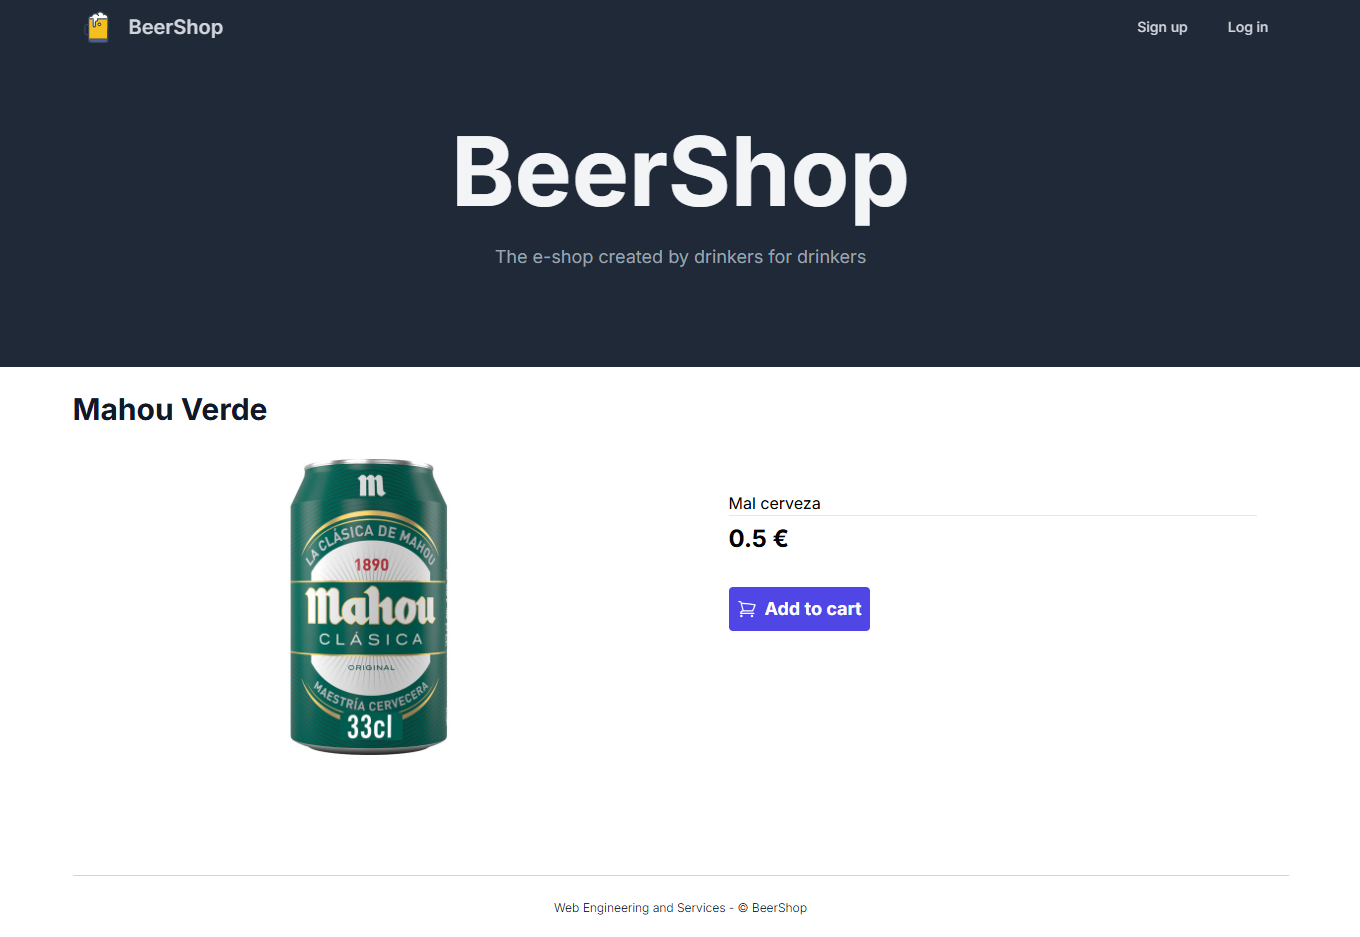 BeerShop
Sign up
Log in
BeerShop
The e-shop created by drinkers for drinkers
Mahou Verde
m
LA CLÁSICA DE MAHOU
1890
Mahou
CLÁSICA
ORIGINAL
MAESTRÍA CERVECERA
33cl
Mal cerveza
0.5 €
Add to cart
Web Engineering and Services - © BeerShop